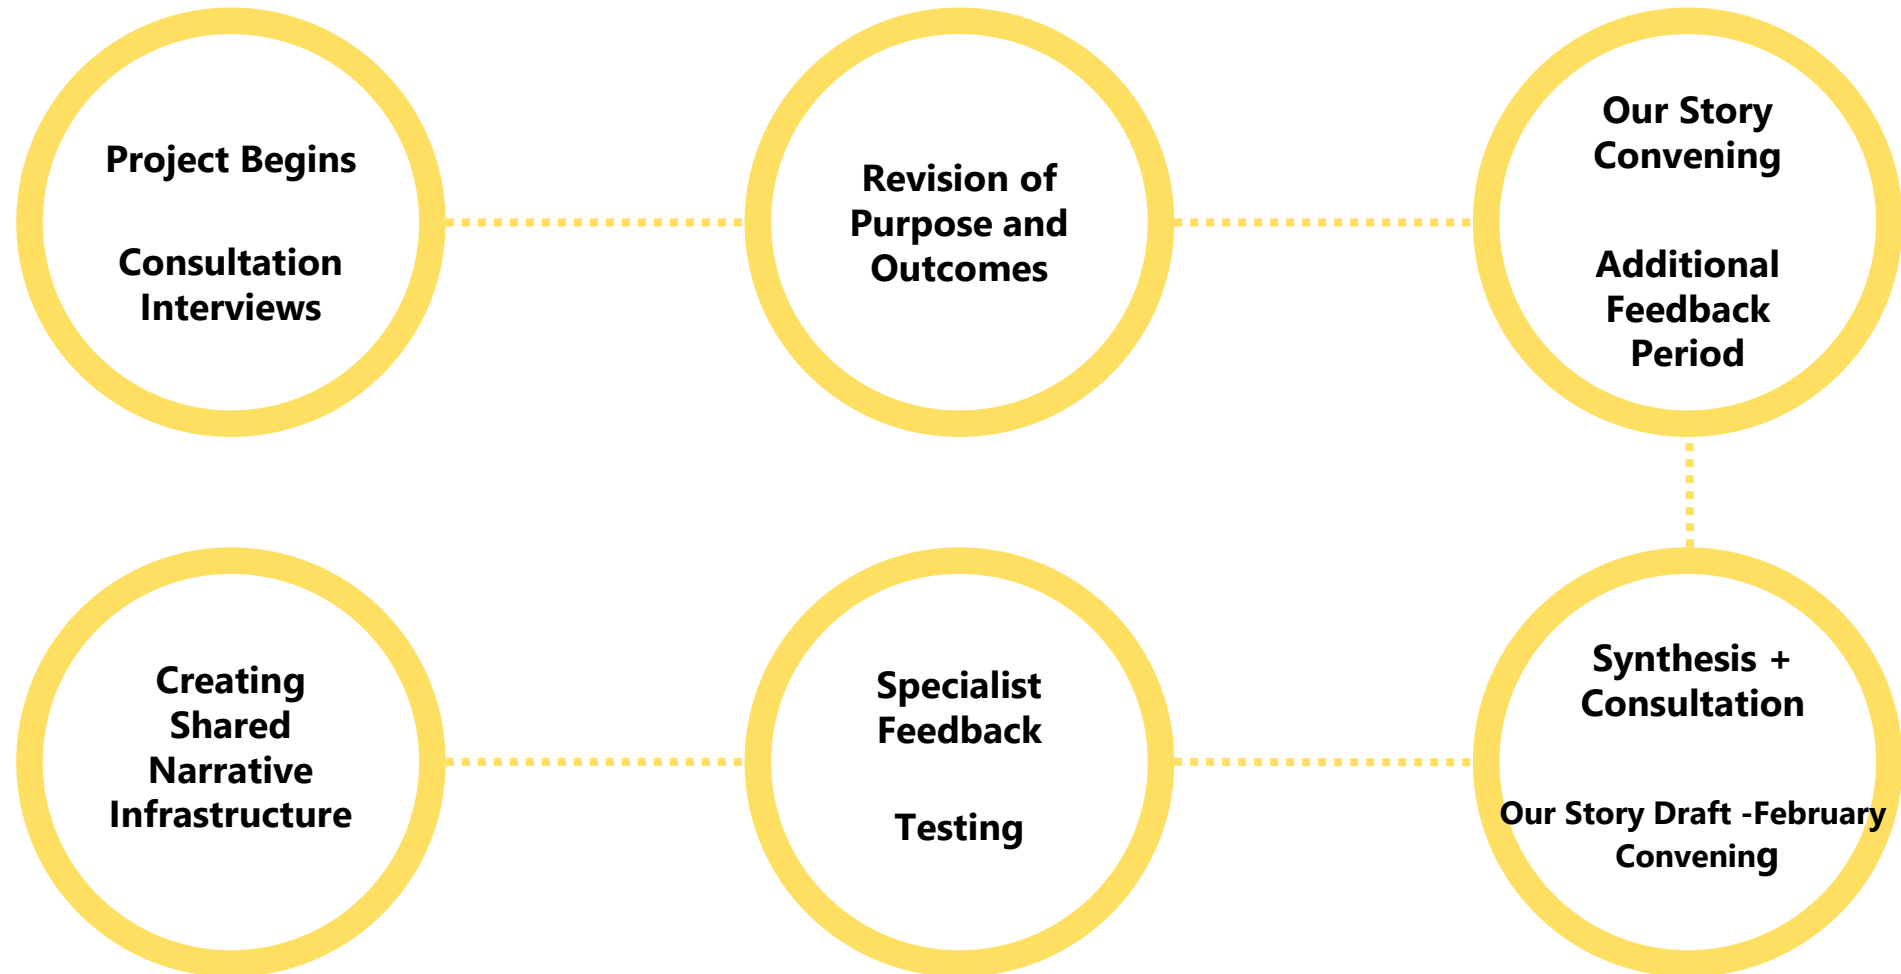 Project Begins
Consultation
Interviews
Revision of
Purpose and
Outcomes
Our Story
Convening
Additional
Feedback
Period
Creating
Shared
Narrative
Infrastructure
Specialist
Feedback
Testing
Synthesis +
Consultation
Our Story Draft -February
Convening